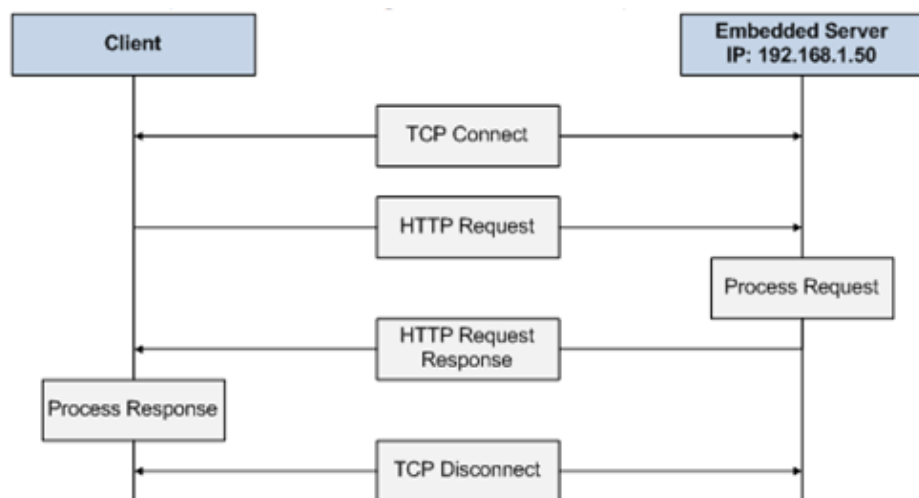 Client
Embedded Server
IP: 192.168.1.50
TCP Connect
HTTP Request
Process Request
HTTP Request
Response
Process Response
TCP Disconnect